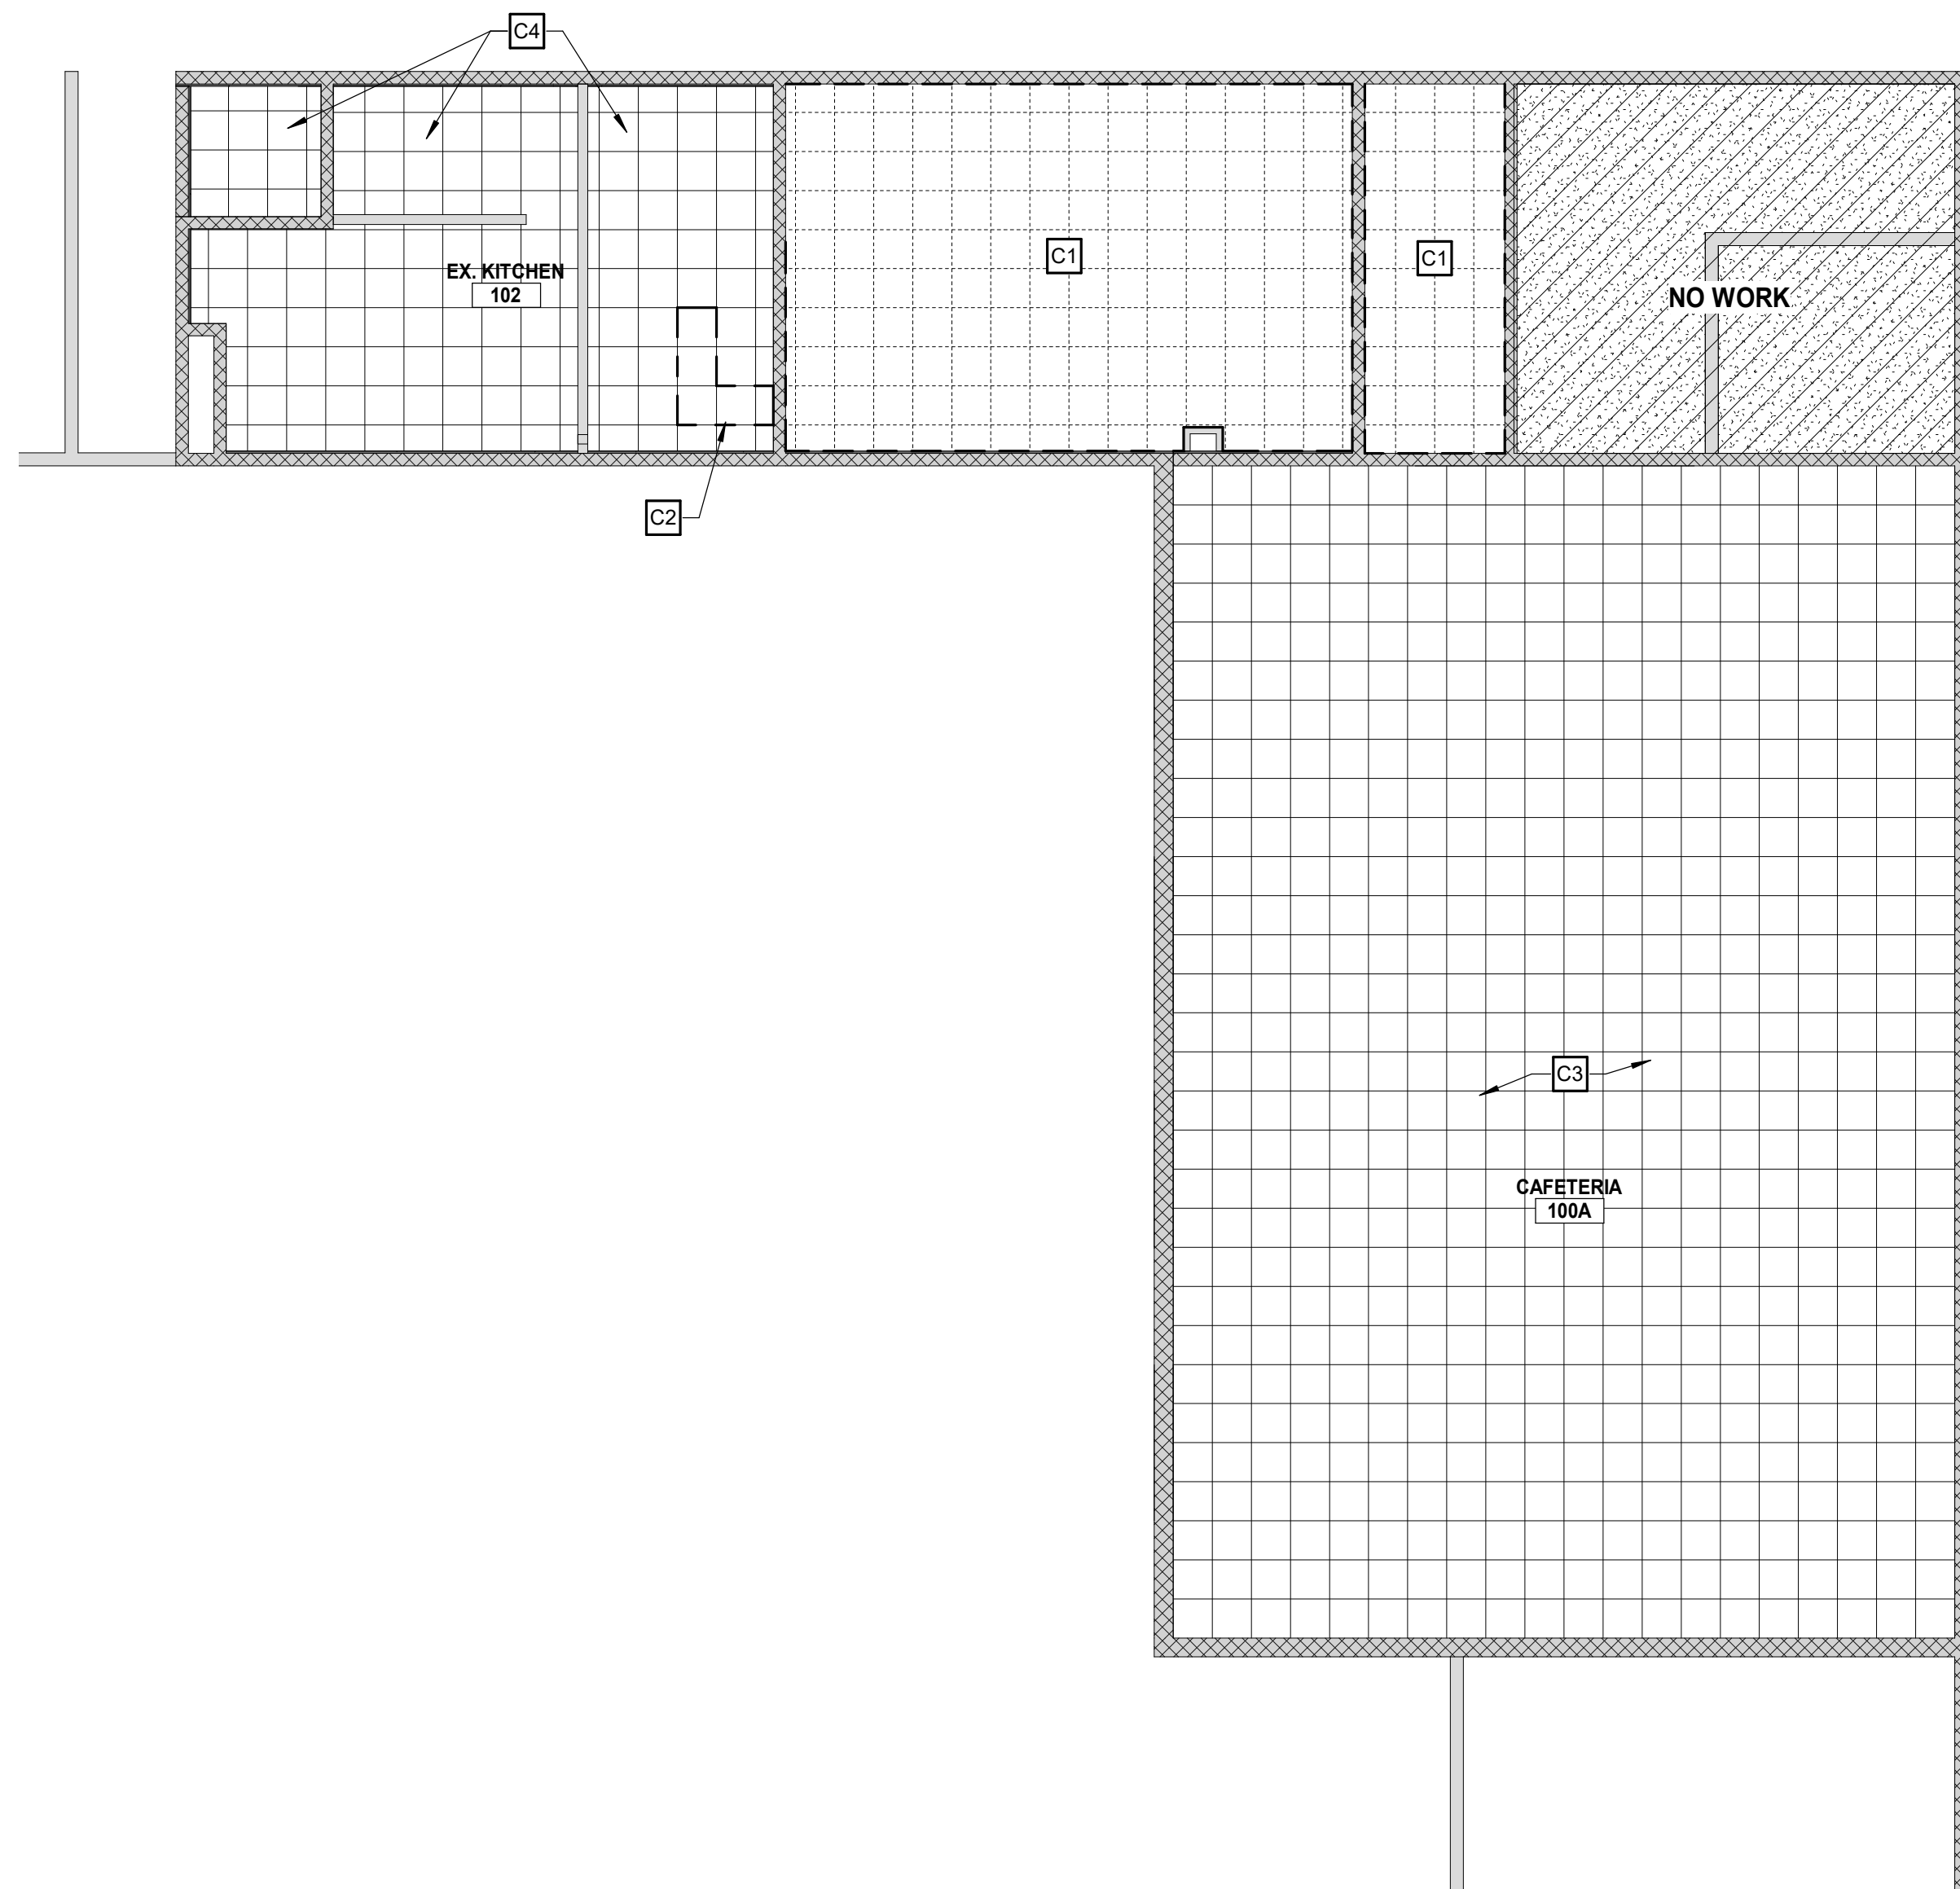 C4
C1
C1
EX. KITCHEN
102
NO WORK
C2
C3
CAFETERIA
100A